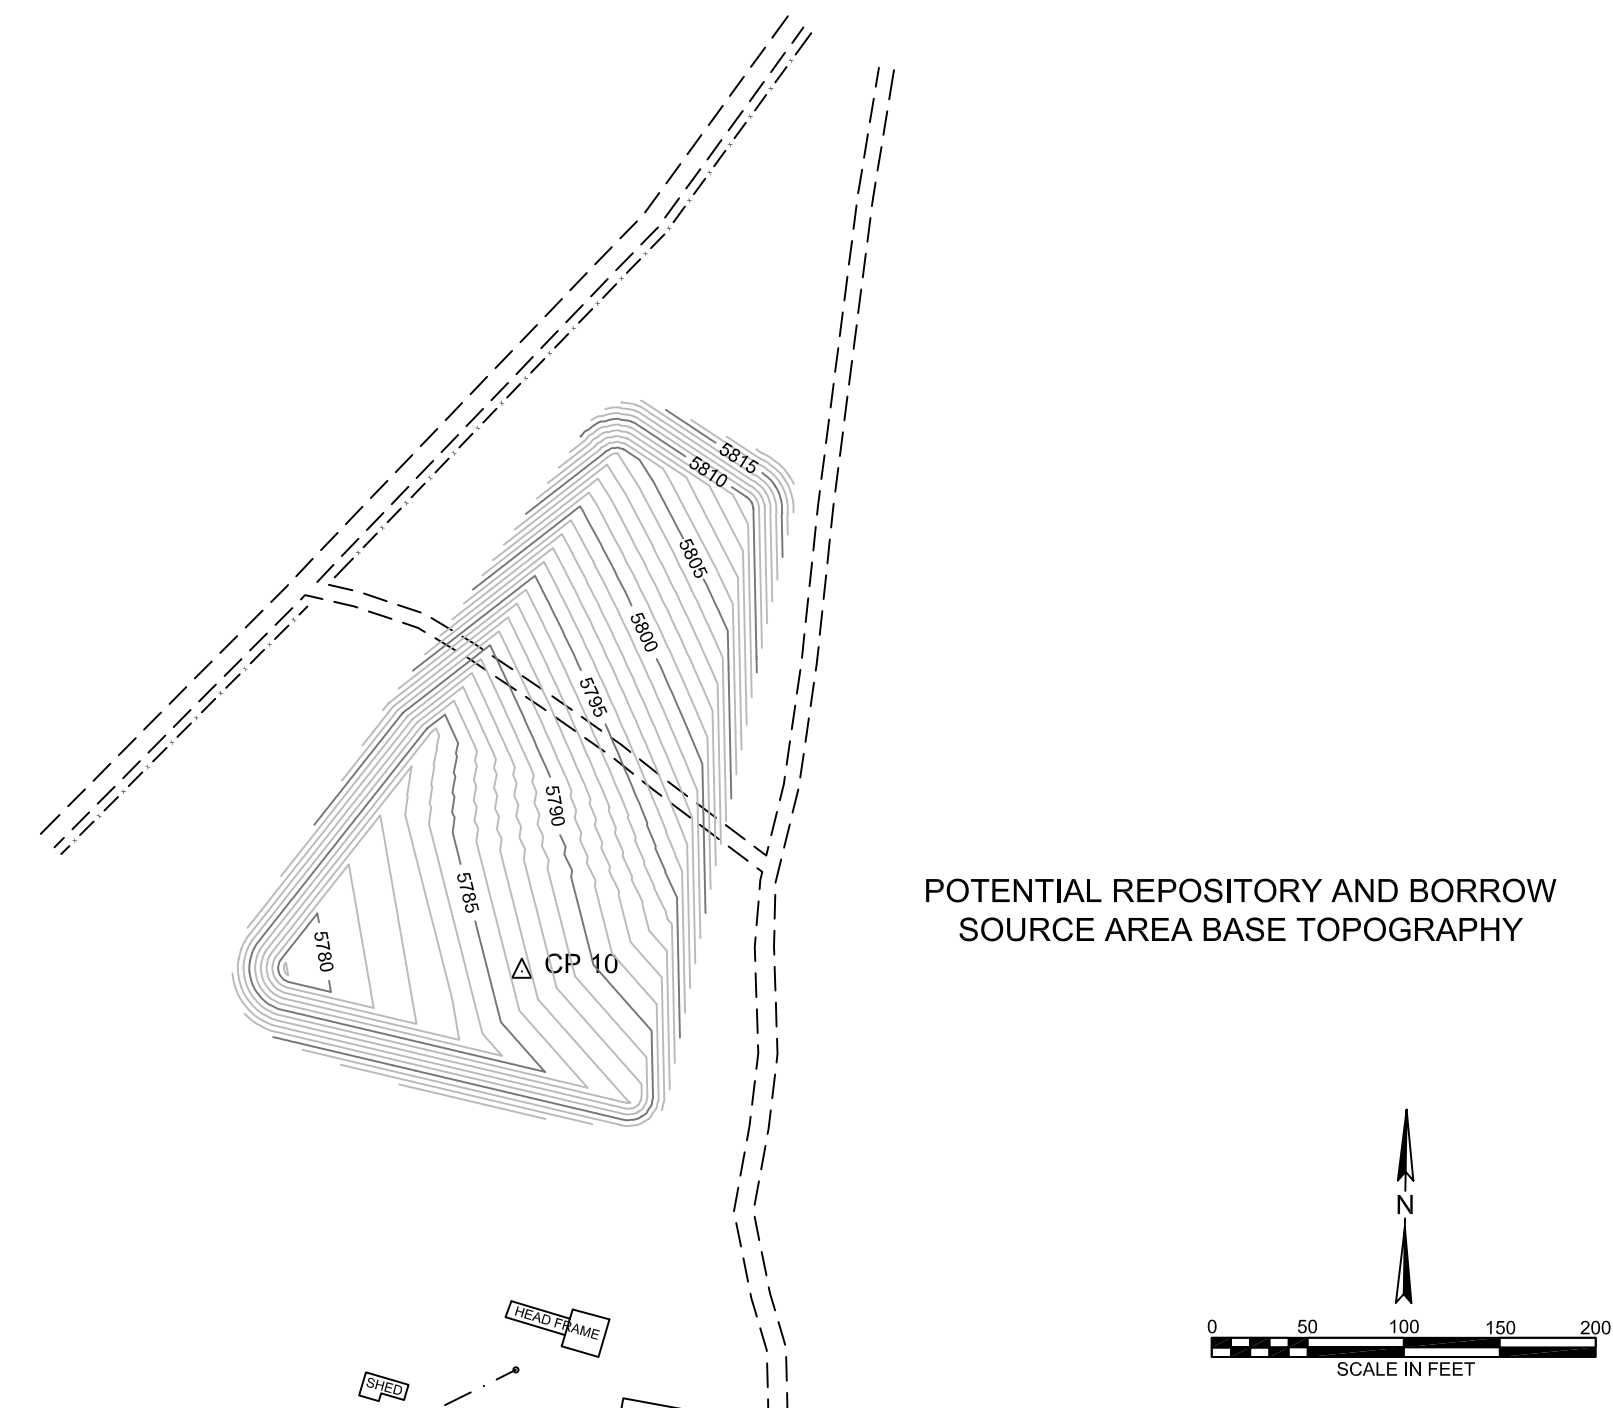 5815
5810
5805
5800
5795
5790
5785
5780
CP 10
POTENTIAL REPOSITORY AND BORROW
SOURCE AREA BASE TOPOGRAPHY
N
HEAD FRAME
SHED
0 50 100 150 200
SCALE IN FEET